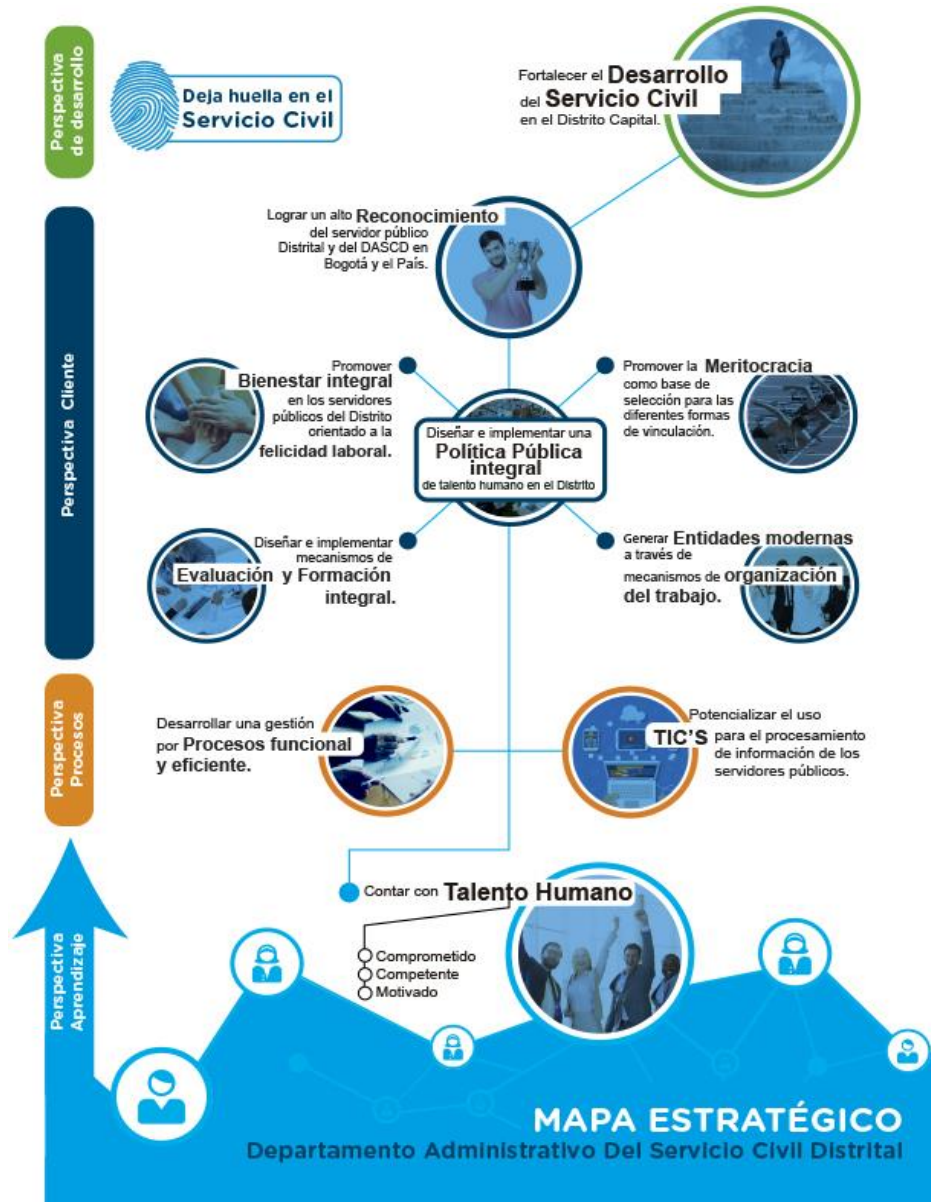 Perspectiva
de desarrollo
Deja huella en el
Servicio Civil
Fortalecer el Desarrollo
del Servicio Civil
en el Distrito Capital.
Perspectiva Cliente
Lograr un alto Reconocimiento
del servidor público
Distrital y del DASCD en
Bogotá y el País.
Promover
Bienestar integral
en los servidores
públicos del Distrito
orientado a la
felicidad laboral.
Promover la Meritocracia
como base de
selección para las
diferentes formas
de vinculación.
Diseñar e implementar una
Política Pública
integral
de talento humano en el Distrito
Diseñar e implementar
mecanismos de
Evaluación y Formación
integral.
Generar Entidades modernas
a través de
mecanismos de organización
del trabajo.
Perspectiva
Procesos
Desarrollar una gestión
por Procesos funcional
y eficiente.
Potencializar el uso
TIC'S para el procesamiento
de información de los
servidores públicos.
Perspectiva
Aprendizaje
Contar con Talento Humano
Comprometido
Competente
Motivado
MAPA ESTRATÉGICO
Departamento Administrativo Del Servicio Civil Distrital